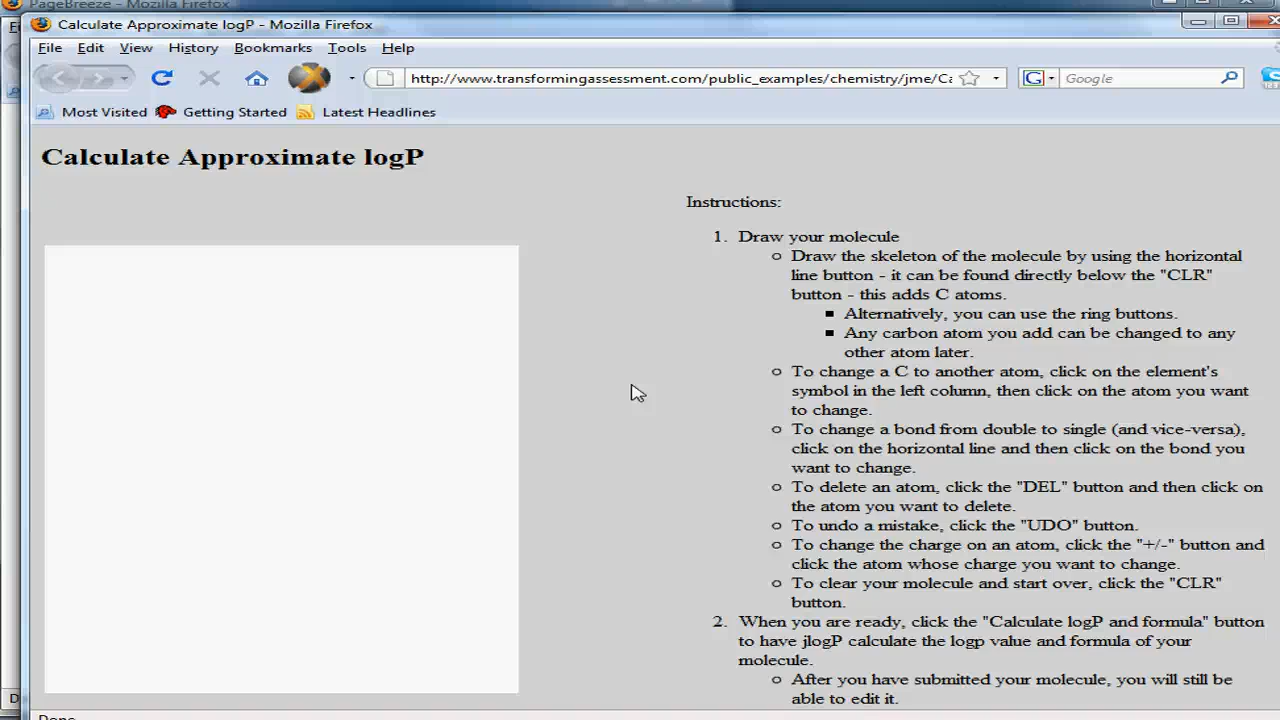 PageBreeze - Mozilla Firefox
Calculate Approximate logP - Mozilla Firefox
File Edit View History Bookmarks Tools Help
http://www.transformingassessment.com/public_examples/chemistry/jme/Ca
G Google
Most Visited Getting Started Latest Headlines
Calculate Approximate logP
Instructions:
1. Draw your molecule
Draw the skeleton of the molecule by using the horizontal
line button - it can be found directly below the "CLR"
button - this adds C atoms.
Alternatively, you can use the ring buttons.
Any carbon atom you add can be changed to any
other atom later.
To change a C to another atom, click on the element's
symbol in the left column, then click on the atom you want
to change.
To change a bond from double to single (and vice-versa),
click on the horizontal line and then click on the bond you
want to change.
To delete an atom, click the "DEL" button and then click on
the atom you want to delete.
To undo a mistake, click the "UDO" button.
To change the charge on an atom, click the "+/-" button and
click the atom whose charge you want to change.
To clear your molecule and start over, click the "CLR"
button.
2. When you are ready, click the "Calculate logP and formula" button
to have jlogP calculate the logp value and formula of your
molecule.
After you have submitted your molecule, you will still be
able to edit it.
Done